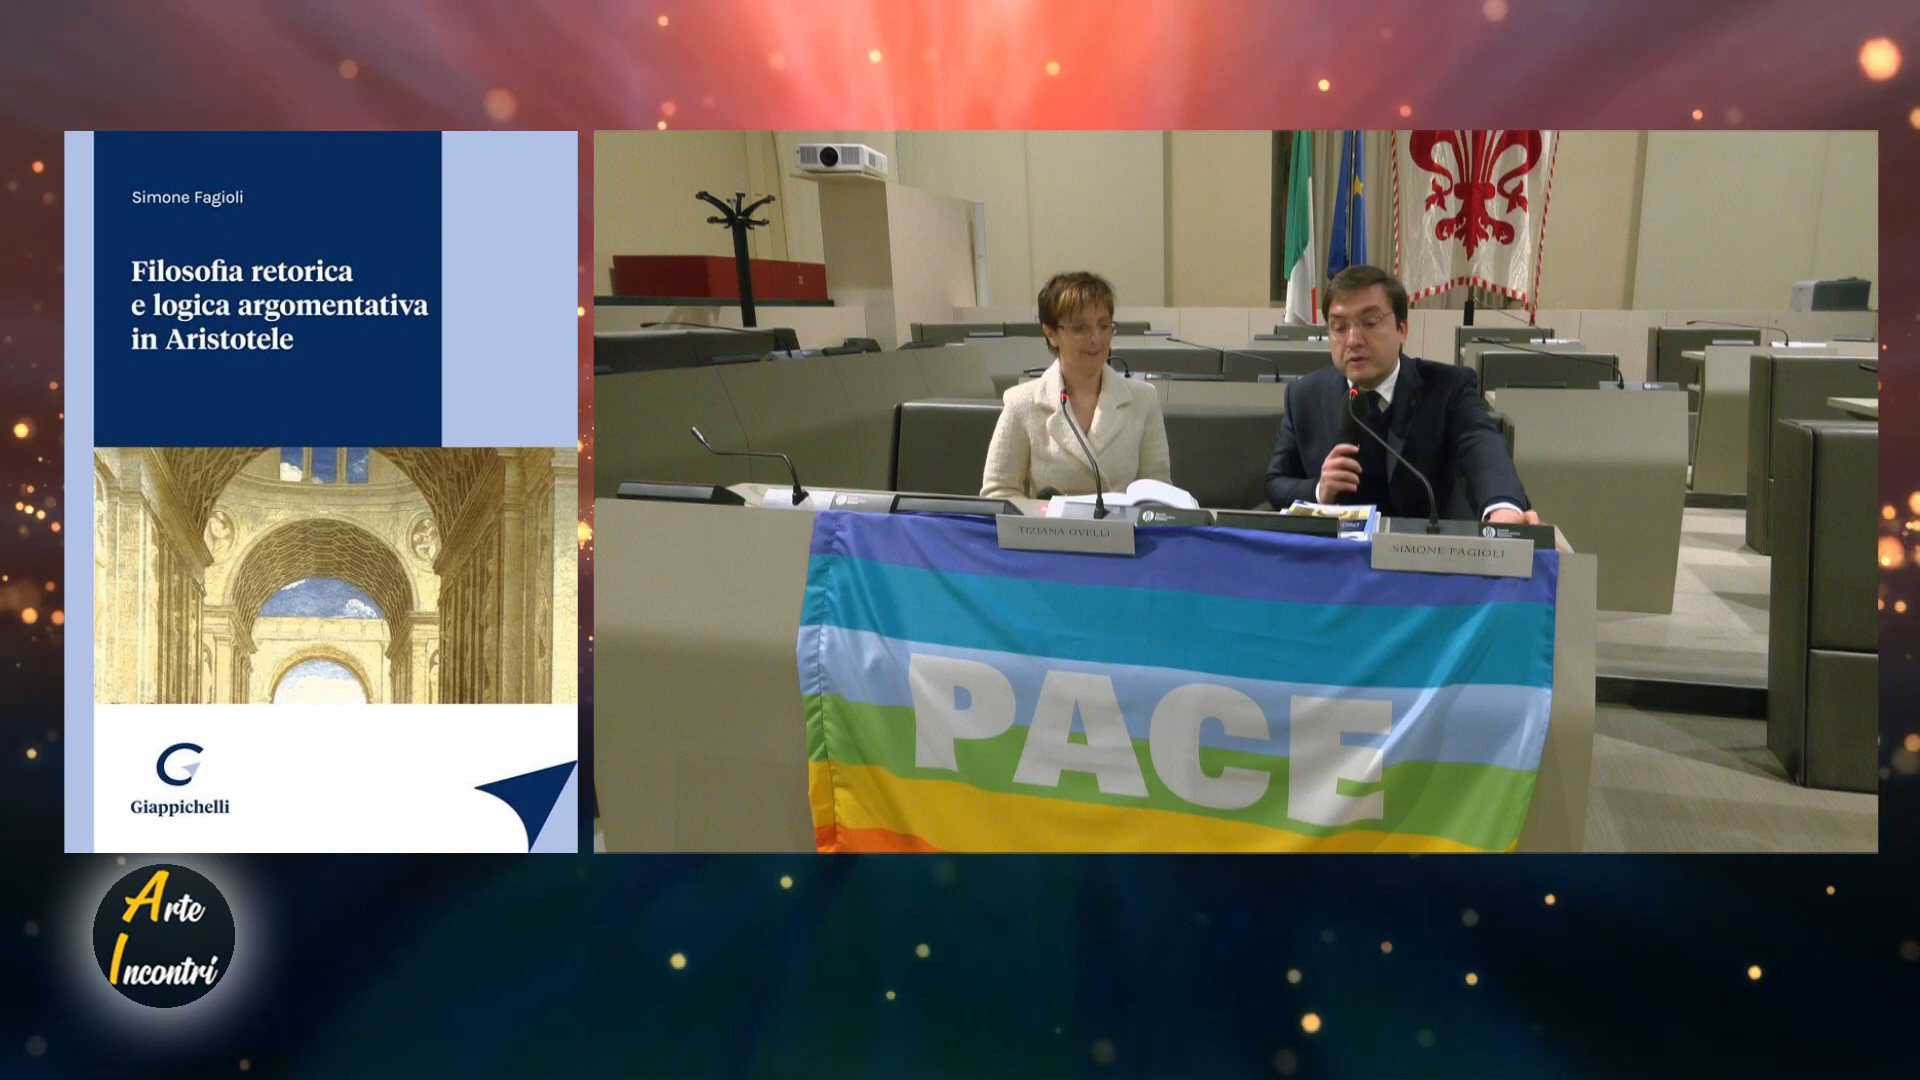 Simone Fagioli
Filosofia retorica
e logica argomentativa
in Aristotele
Giappichelli
Arte
Incontri
TIZIANA OVELLI
SIMONE FAGIOLI
PACE